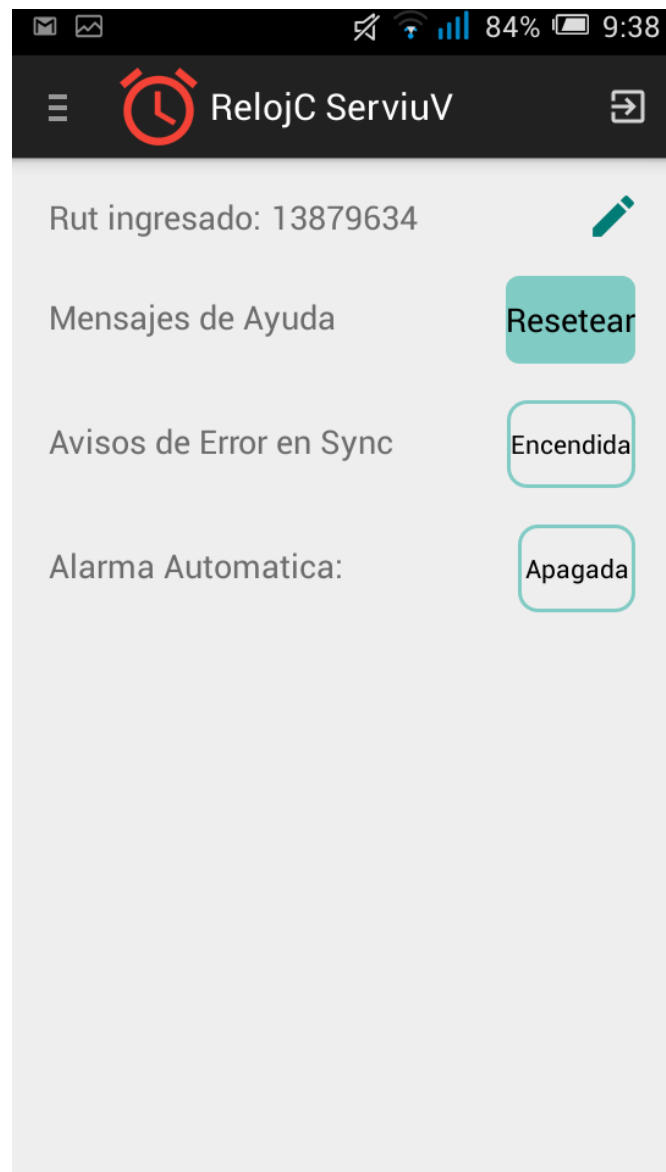 84% 9:38
RelojC ServiuV
Rut ingresado: 13879634
Mensajes de Ayuda Resetear
Avisos de Error en Sync Encendida
Alarma Automatica: Apagada